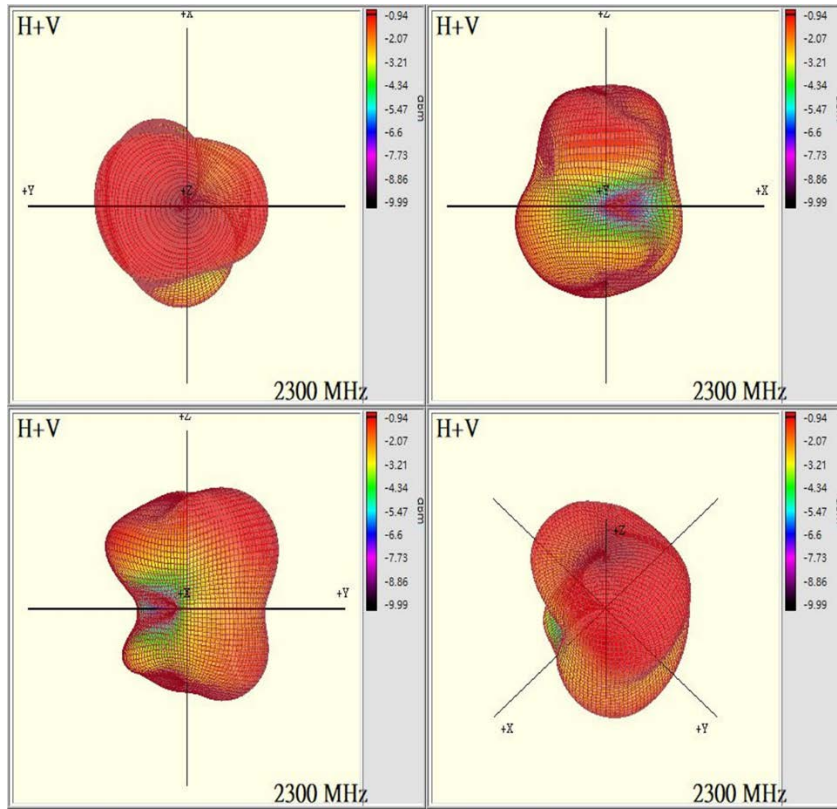 H+V
+X
+Y
+Z
-0.94
-2.07
-3.21
-4.34
-5.47
-6.6
-7.73
-8.86
-9.99
dBm
2300 MHz
H+V
+Z
+Y
+X
-0.94
-2.07
-3.21
-4.34
-5.47
-6.6
-7.73
-8.86
-9.99
2300 MHz
H+V
+Z
+X
+Y
-0.94
-2.07
-3.21
-4.34
-5.47
-6.6
-7.73
-8.86
-9.99
dBm
2300 MHz
H+V
+Z
+X
+Y
-0.94
-2.07
-3.21
-4.34
-5.47
-6.6
-7.73
-8.86
-9.99
2300 MHz